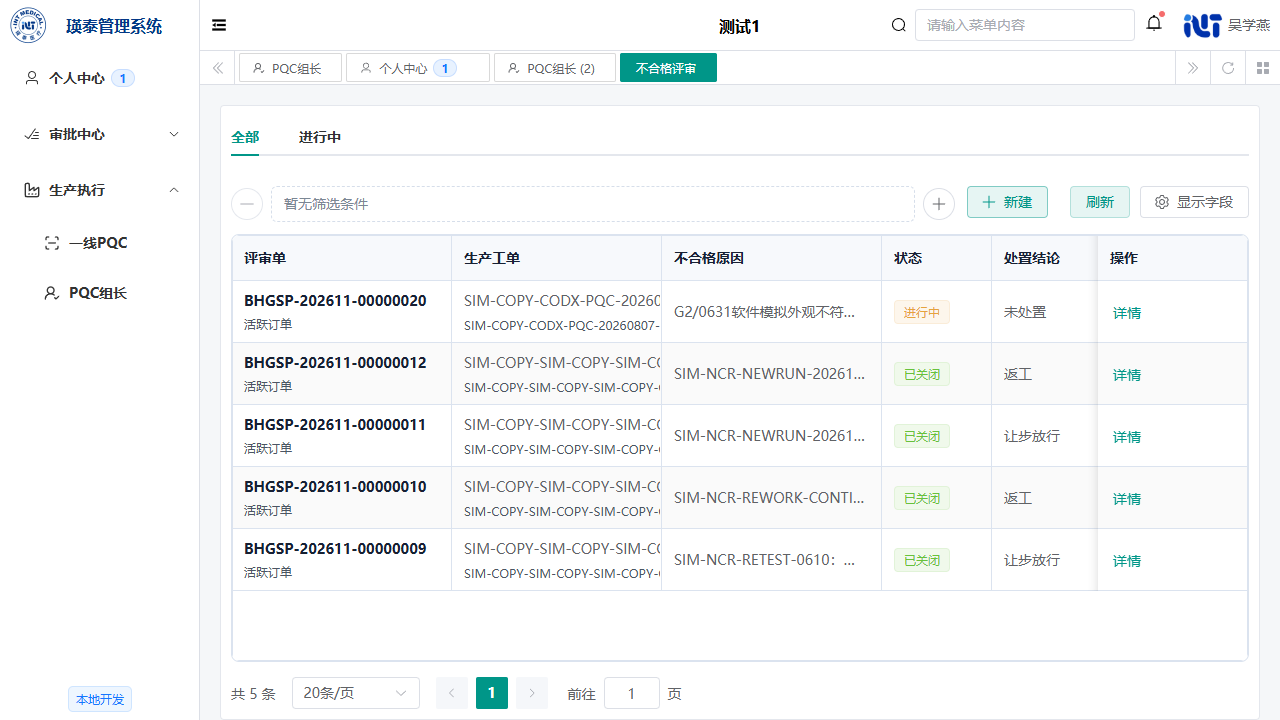 瑛泰管理系统
测试1
请输入菜单内容
吴学燕
个人中心 1
审批中心
生产执行
一线PQC
PQC组长
本地开发
PQC组长
个人中心 1
PQC组长 (2)
不合格评审
全部
进行中
暂无筛选条件
新建
刷新
显示字段
评审单 生产工单 不合格原因 状态 处置结论 操作
BHGSP-202611-00000020
活跃订单
SIM-COPY-CODX-PQC-20260
SIM-COPY-CODX-PQC-20260807-
G2/0631软件模拟外观不符...
进行中
未处置
详情
BHGSP-202611-00000012
活跃订单
SIM-COPY-SIM-COPY-SIM-CO
SIM-COPY-SIM-COPY-SIM-COPY-
SIM-NCR-NEWRUN-20261...
已关闭
返工
详情
BHGSP-202611-00000011
活跃订单
SIM-COPY-SIM-COPY-SIM-CO
SIM-COPY-SIM-COPY-SIM-COPY-
SIM-NCR-NEWRUN-20261...
已关闭
让步放行
详情
BHGSP-202611-00000010
活跃订单
SIM-COPY-SIM-COPY-SIM-CO
SIM-COPY-SIM-COPY-SIM-COPY-
SIM-NCR-REWORK-CONTI...
已关闭
返工
详情
BHGSP-202611-00000009
活跃订单
SIM-COPY-SIM-COPY-SIM-CO
SIM-COPY-SIM-COPY-SIM-COPY-
SIM-NCR-RETEST-0610：...
已关闭
让步放行
详情
共 5 条
20条/页
1
前往 1 页